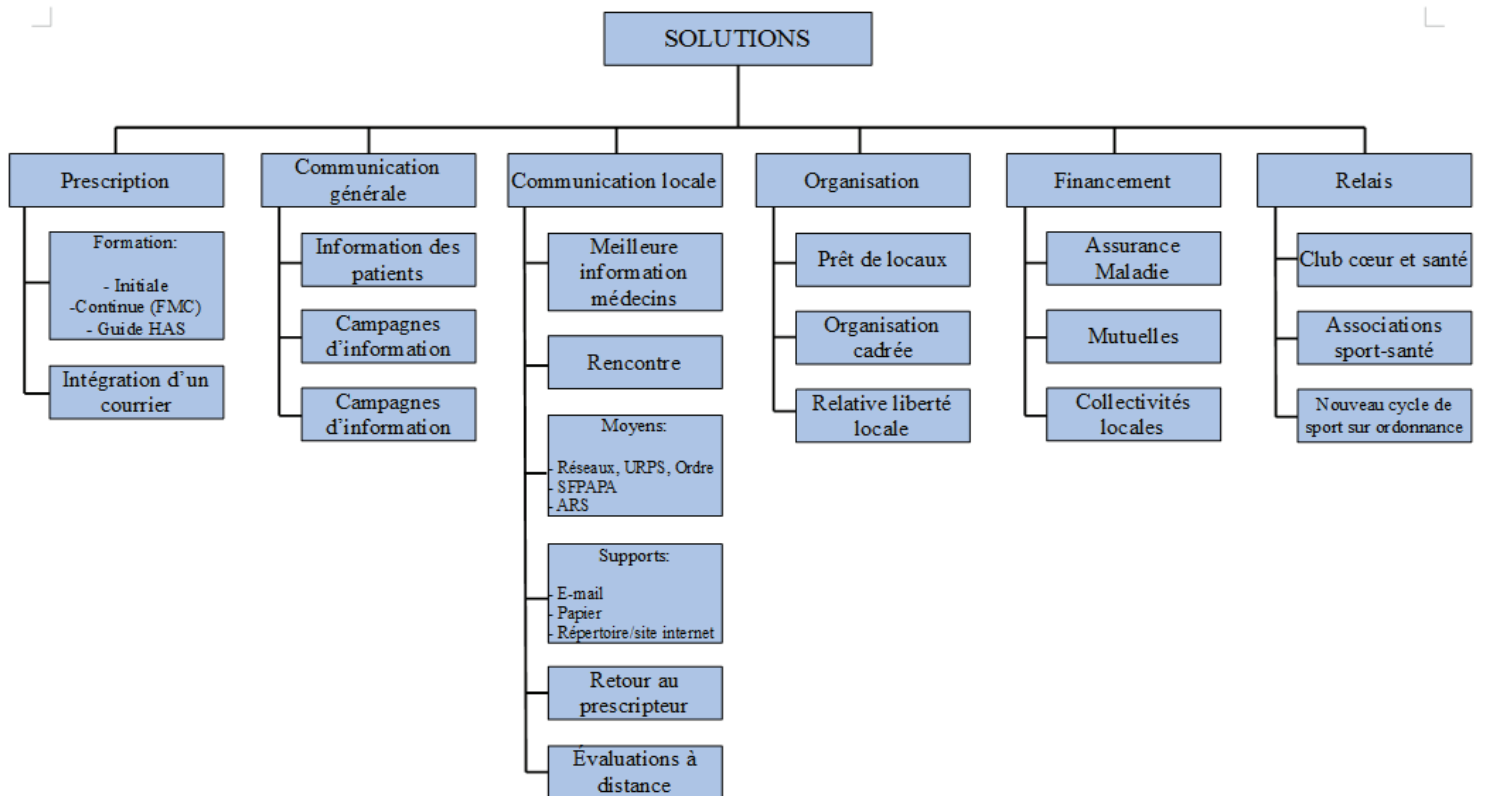 SOLUTIONS
Prescription
Formation:
- Initiale
-Continue (FMC)
- Guide HAS
Intégration d'un
courrier
Communication
générale
Information des
patients
Campagnes
d'information
Campagnes
d'information
Communication locale
Meilleure
information
médecins
Rencontre
Moyens:
- Réseaux, URPS, Ordre
- SFPAPA
- ARS
Supports:
- E-mail
- Papier
- Répertoire/site internet
Retour au
prescripteur
Évaluations à
distance
Organisation
Prêt de locaux
Organisation
cadrée
Relative liberté
locale
Financement
Assurance
Maladie
Mutuelles
Collectivités
locales
Relais
Club cœur et santé
Associations
sport-santé
Nouveau cycle de
sport sur ordonnance